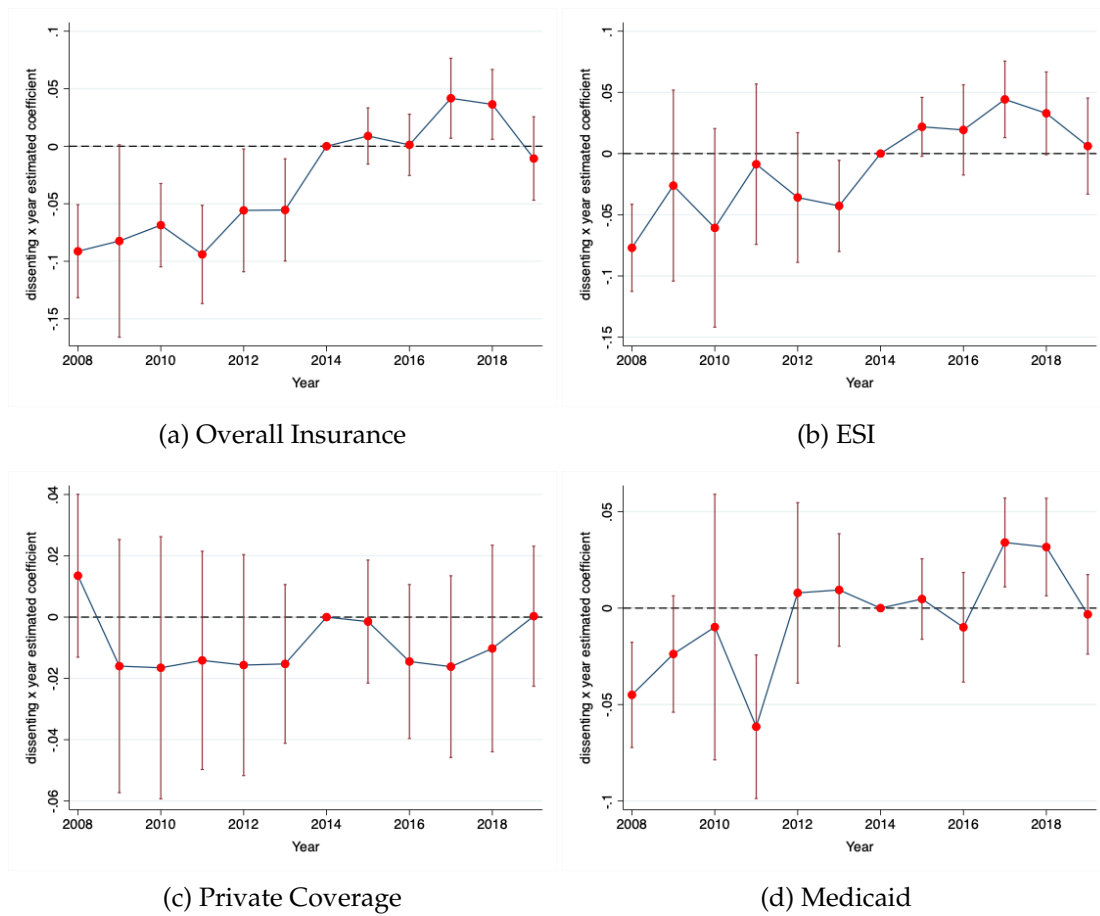 dissenting x year estimated coefficient
.1
.05
0
-.05
-.1
-.15
2008 2010 2012 2014 2016 2018
Year
(a) Overall Insurance
dissenting x year estimated coefficient
.1
.05
0
-.05
-.1
-.15
2008 2010 2012 2014 2016 2018
Year
(b) ESI
dissenting x year estimated coefficient
.04
.02
0
-.02
-.04
-.06
2008 2010 2012 2014 2016 2018
Year
(c) Private Coverage
dissenting x year estimated coefficient
.05
0
-.05
-.1
2008 2010 2012 2014 2016 2018
Year
(d) Medicaid